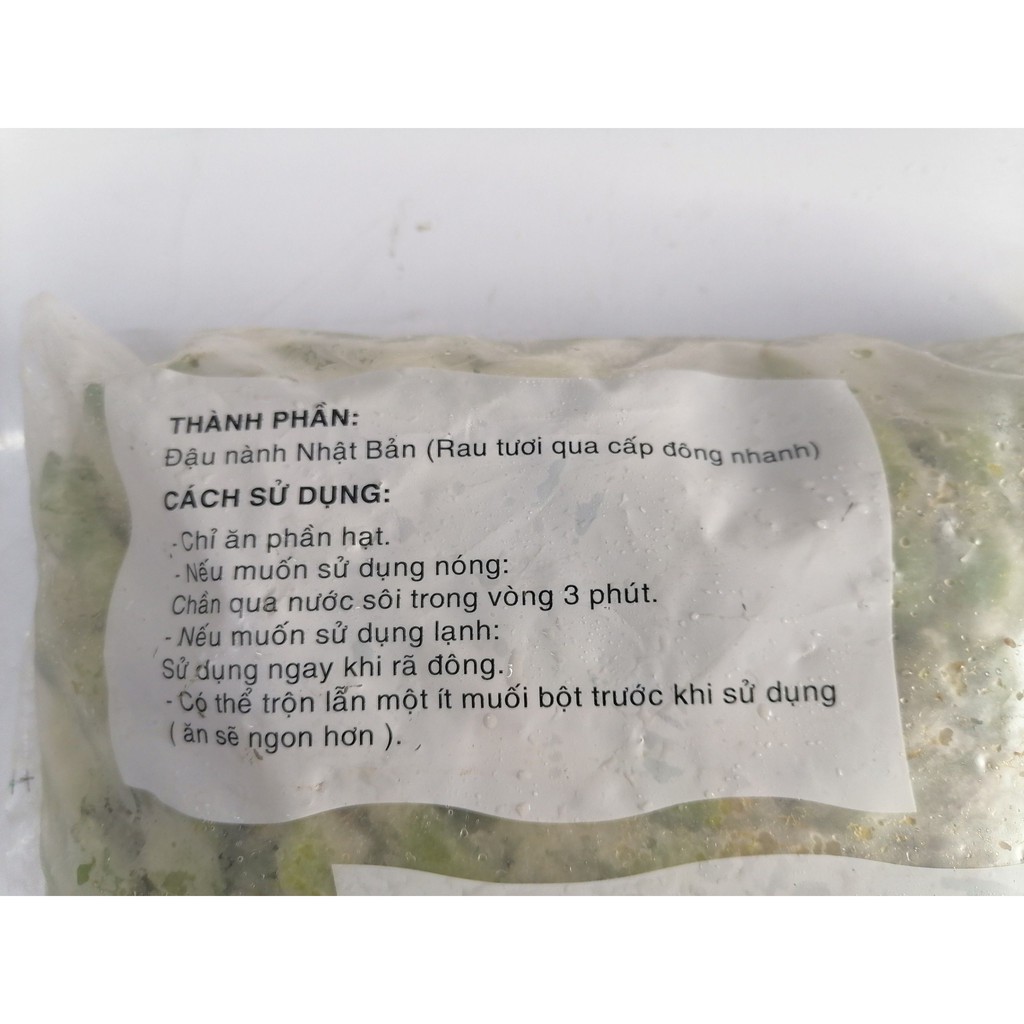 THÀNH PHẦN:
Đậu nành Nhật Bản (Rau tươi qua cấp đông nhanh)
CÁCH SỬ DỤNG:
-Chỉ ăn phần hạt.
-Nếu muốn sử dụng nóng:
Chần qua nước sôi trong vòng 3 phút.
-Nếu muốn sử dụng lạnh:
Sử dụng ngay khi rã đông.
-Có thể trộn lẫn một ít muối bột trước khi sử dụng
( ăn sẽ ngon hơn ).